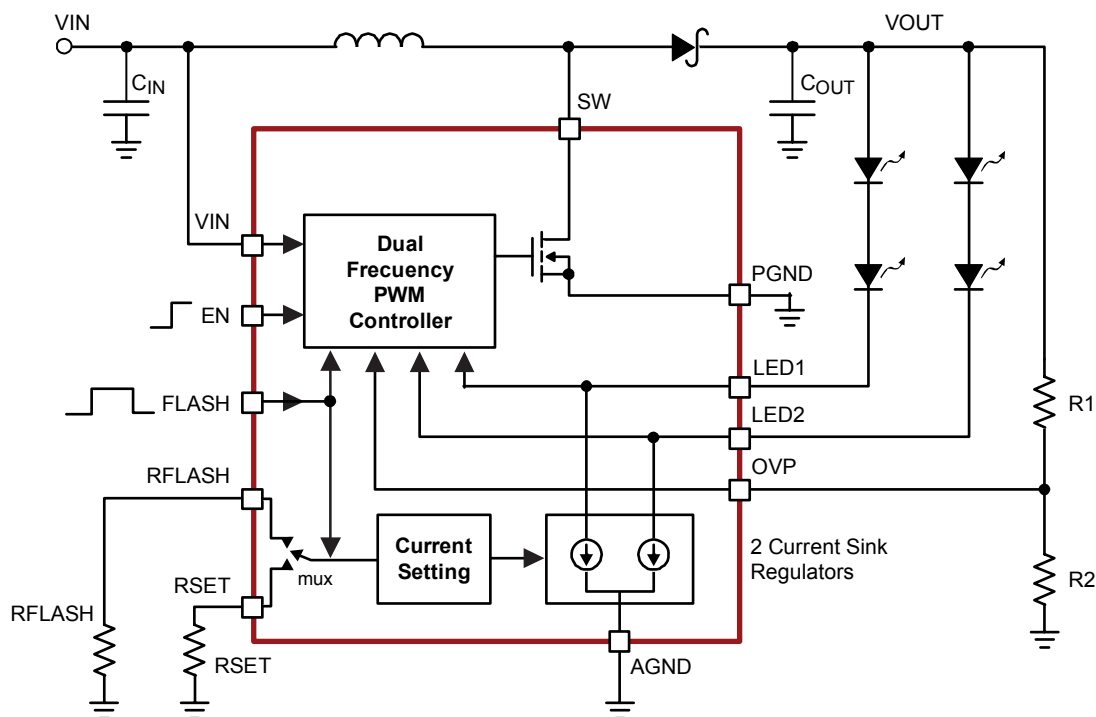 VIN
VOUT
CIN
COUT
SW
VIN
Dual
Frecuency
PWM
Controller
PGND
EN
LED1
FLASH
R1
LED2
OVP
RFLASH
Current
Setting
2 Current Sink
Regulators
mux
RSET
R2
RFLASH
RSET
AGND